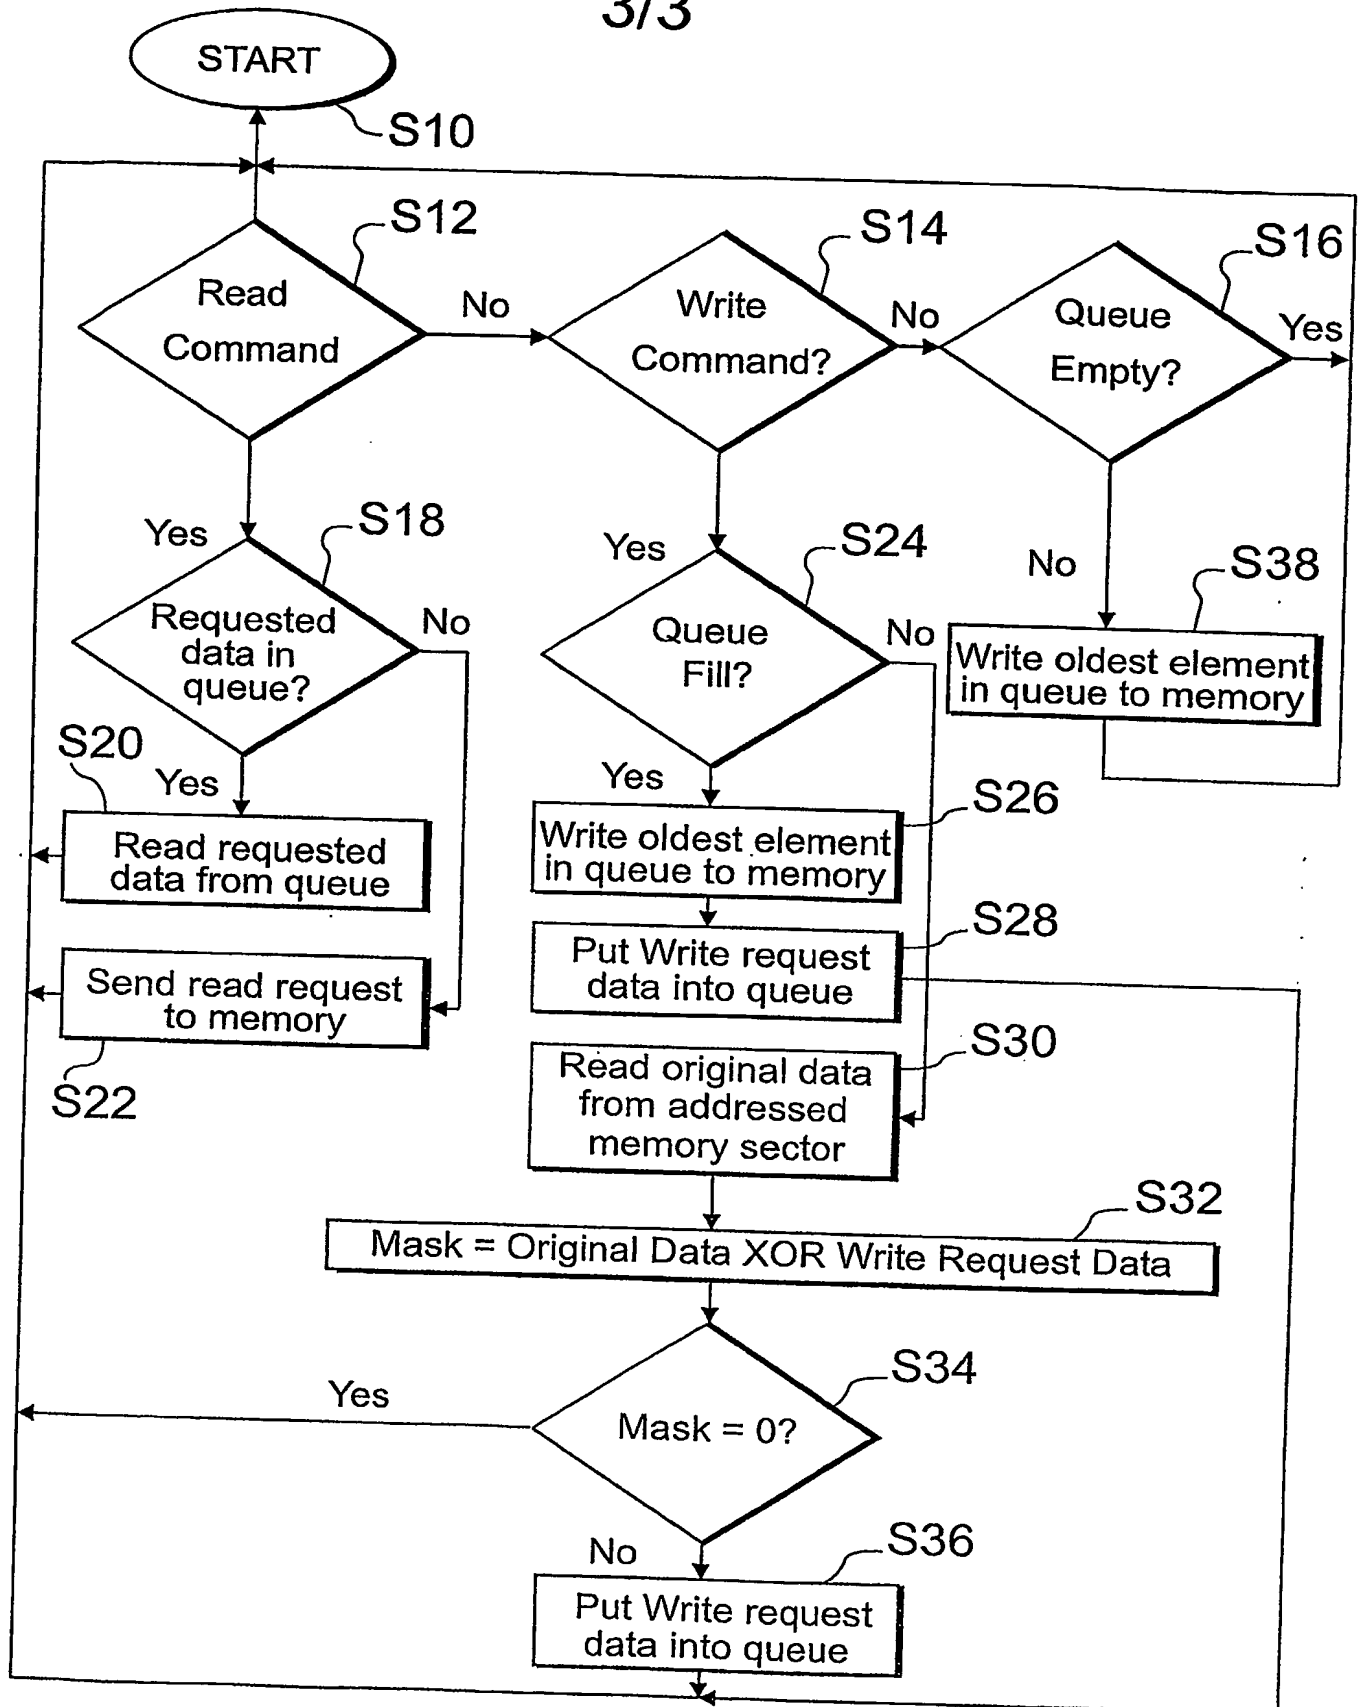 3/3
START
S10
S12
S14
S16
Read
Command
No
Write
Command?
No
Queue
Empty?
Yes
Yes
S18
Yes
S24
No
S38
Requested
data in
queue?
No
Queue
Fill?
No
Write oldest element
in queue to memory
S20
Yes
Yes
S26
Read requested
data from queue
Write oldest element
in queue to memory
S28
Put Write request
data into queue
Send read request
to memory
S22
S30
Read original data
from addressed
memory sector
S32
Mask = Original Data XOR Write Request Data
S34
Yes
Mask = 0?
No
S36
Put Write request
data into queue